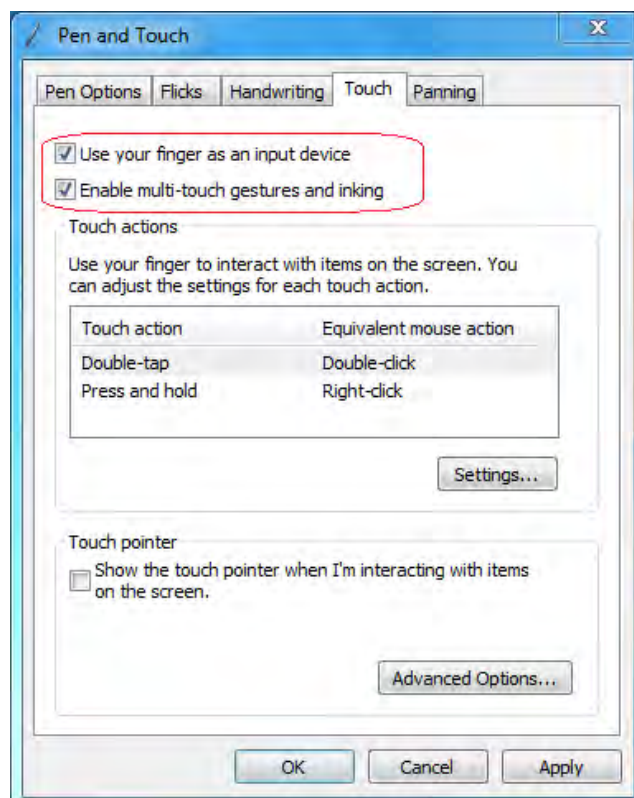 Pen and Touch
Pen Options Flicks Handwriting Touch Panning
Use your finger as an input device
Enable multi-touch gestures and inking
Touch actions
Use your finger to interact with items on the screen. You
can adjust the settings for each touch action.
Touch action Equivalent mouse action
Double-tap Double-click
Press and hold Right-click
Settings...
Touch pointer
Show the touch pointer when I'm interacting with items
on the screen.
Advanced Options...
OK Cancel Apply